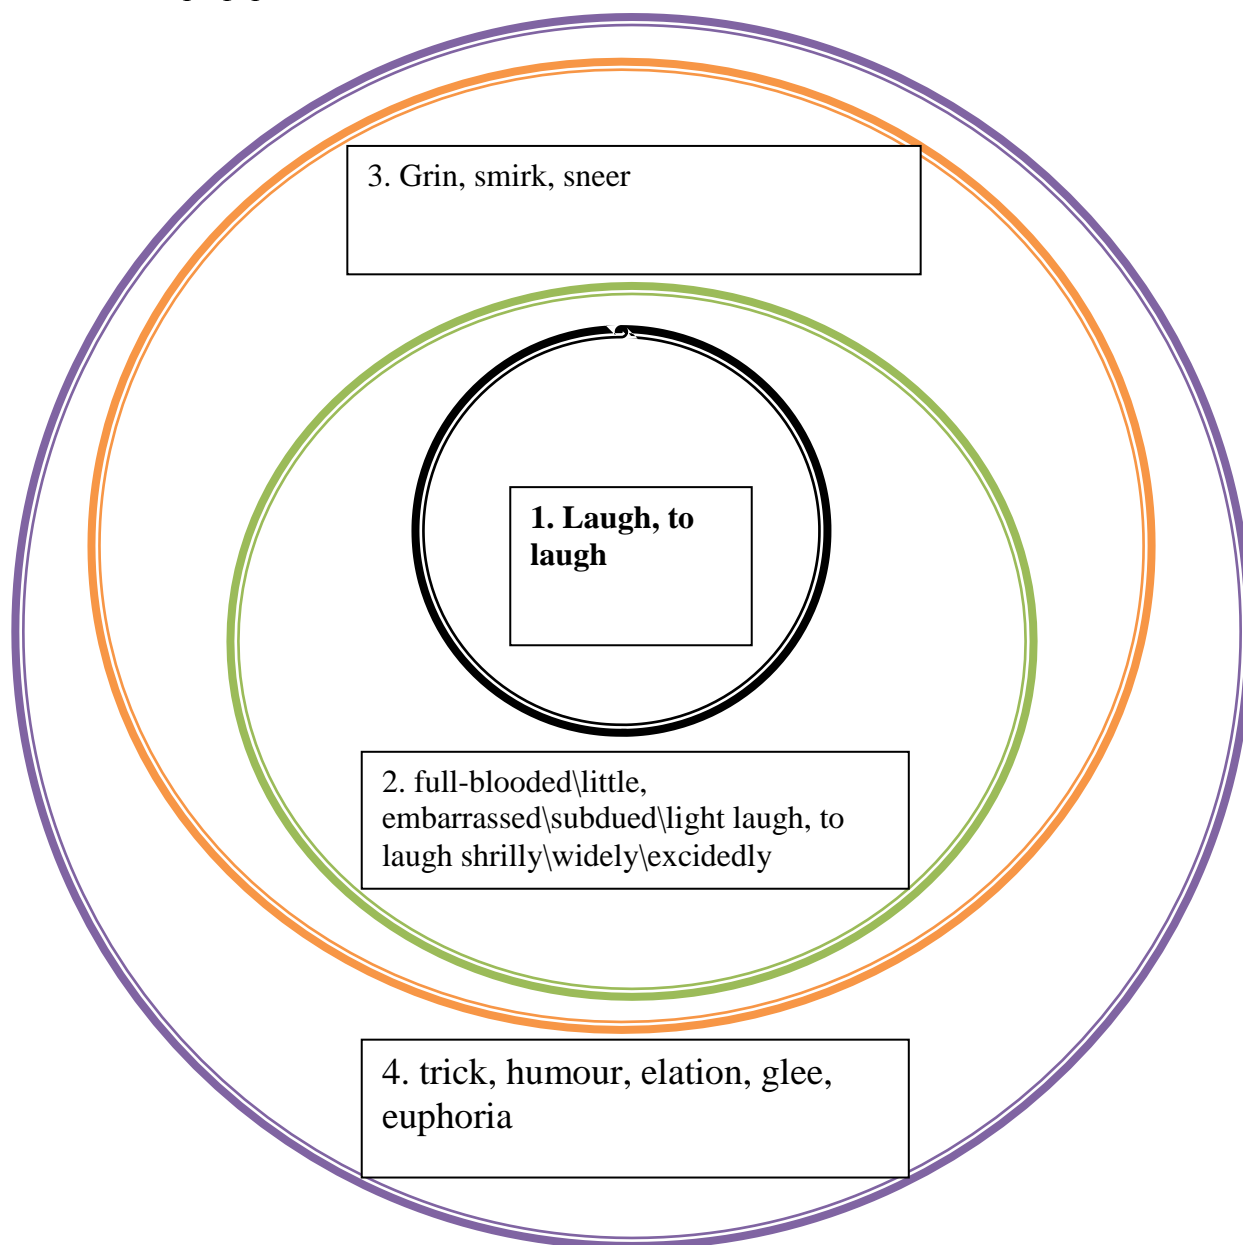 3. Grin, smirk, sneer
1. Laugh, to
laugh
2. full-blooded\little,
embarrassed\subdued\light laugh, to
laugh shrilly\widely\excidedly
4. trick, humour, elation, glee,
euphoria